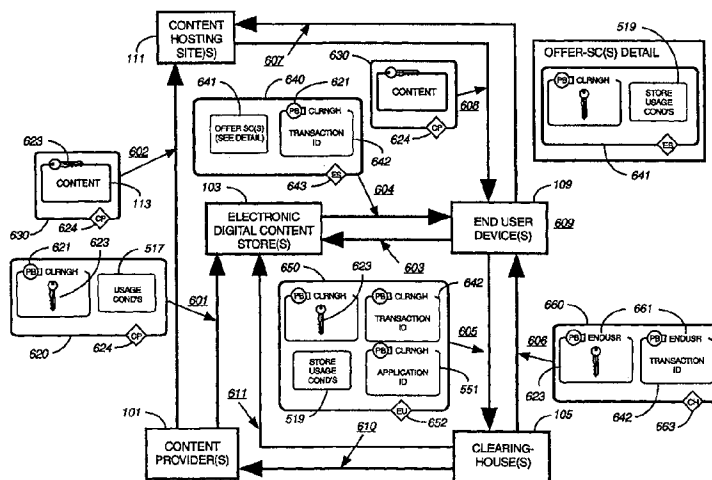 CONTENT
HOSTING
SITE(S)
111
607
630
CONTENT
624
CP
608
OFFER-SC(S) DETAIL
519
PB
CLRNGH
STORE
USAGE
COND'S
ES
641
641
640
621
OFFER SC(S)
(SEE DETAIL)
PB
CLRNGH
TRANSACTION
ID
642
643
ES
604
623
602
CONTENT
113
630
624
CP
103
ELECTRONIC
DIGITAL CONTENT
STORE(S)
109
END USER
DEVICE(S)
609
603
621
623
517
PB
CLRNGH
USAGE
COND'S
620
624
CP
601
650
623
642
PB
CLRNGH
PB
CLRNGH
TRANSACTION
ID
605
STORE
USAGE
COND'S
PB
CLRNGH
APPLICATION
ID
519
551
EU
652
660
661
606
PB
ENDUSR
PB
ENDUSR
TRANSACTION
ID
623
642
CH
663
101
CONTENT
PROVIDER(S)
611
610
105
CLEARING-
HOUSE(S)